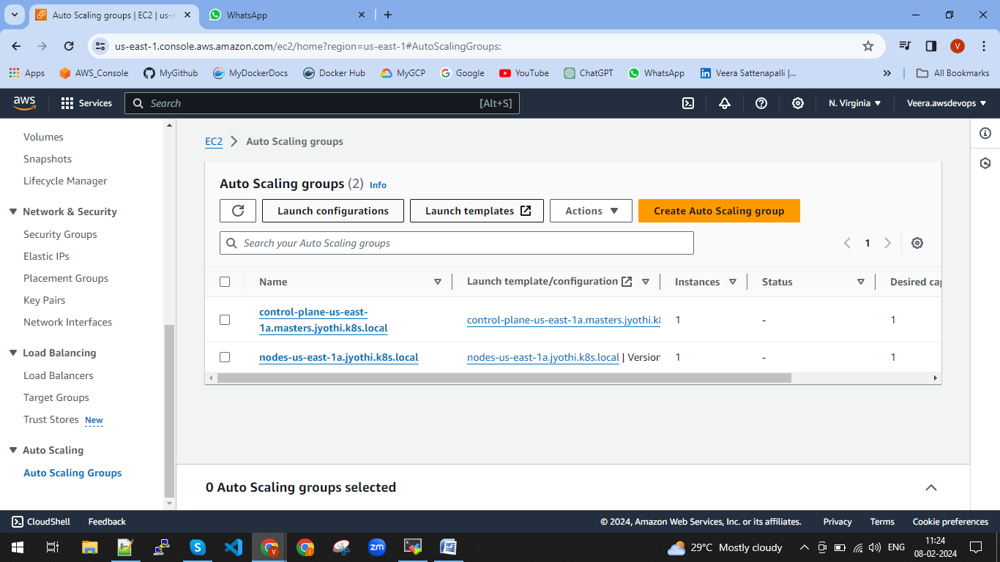 Auto Scaling groups | EC2 | us-e
WhatsApp
us-east-1.console.aws.amazon.com/ec2/home?region=us-east-1#AutoScalingGroups:
V
Apps
AWS_Console
MyGithub
MyDockerDocs
Docker Hub
MyGCP
Google
YouTube
ChatGPT
WhatsApp
Veera Sattenapalli |...
All Bookmarks
aws
Services
Search
[Alt+S]
N. Virginia
Veera.awsdevops
Volumes
Snapshots
Lifecycle Manager
Network & Security
Security Groups
Elastic IPs
Placement Groups
Key Pairs
Network Interfaces
Load Balancing
Load Balancers
Target Groups
Trust Stores New
Auto Scaling
Auto Scaling Groups
EC2
Auto Scaling groups
Auto Scaling groups (2) Info
Launch configurations
Launch templates
Actions
Create Auto Scaling group
Search your Auto Scaling groups
1
Name
Launch template/configuration
Instances
Status
Desired cap
control-plane-us-east-
1a.masters.jyothi.k8s.local
control-plane-us-east-1a.masters.jyothi.k8
1
-
1
nodes-us-east-1a.jyothi.k8s.local
nodes-us-east-1a.jyothi.k8s.local | Version
1
-
1
0 Auto Scaling groups selected
CloudShell
Feedback
© 2024, Amazon Web Services, Inc. or its affiliates.
Privacy
Terms
Cookie preferences
29°C Mostly cloudy
ENG
11:24
08-02-2024